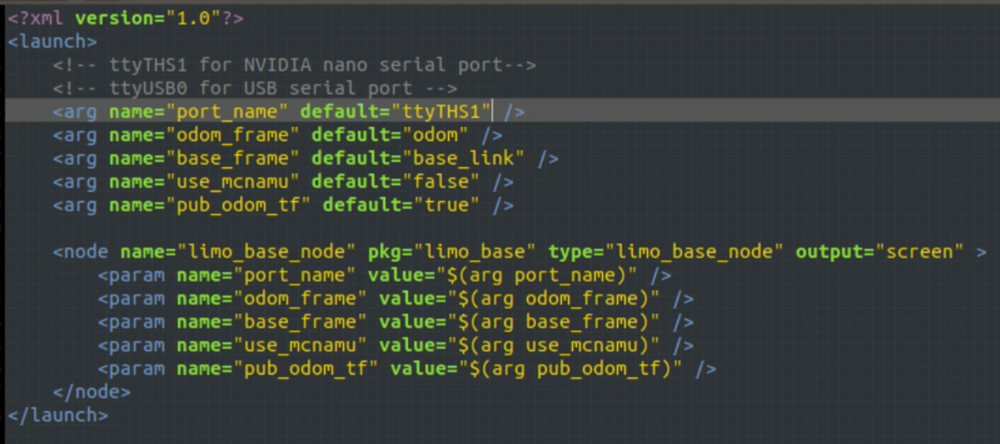 <?xml version="1.0"?>
<launch>
    <!-- ttyTHS1 for NVIDIA nano serial port-->
    <!-- ttyUSB0 for USB serial port -->
    <arg name="port_name" default="ttyTHS1" />
    <arg name="odom_frame" default="odom" />
    <arg name="base_frame" default="base_link" />
    <arg name="use_mcnamu" default="false" />
    <arg name="pub_odom_tf" default="true" />

    <node name="limo_base_node" pkg="limo_base" type="limo_base_node" output="screen" >
        <param name="port_name" value="$(arg port_name)" />
        <param name="odom_frame" value="$(arg odom_frame)" />
        <param name="base_frame" value="$(arg base_frame)" />
        <param name="use_mcnamu" value="$(arg use_mcnamu)" />
        <param name="pub_odom_tf" value="$(arg pub_odom_tf)" />
    </node>
</launch>